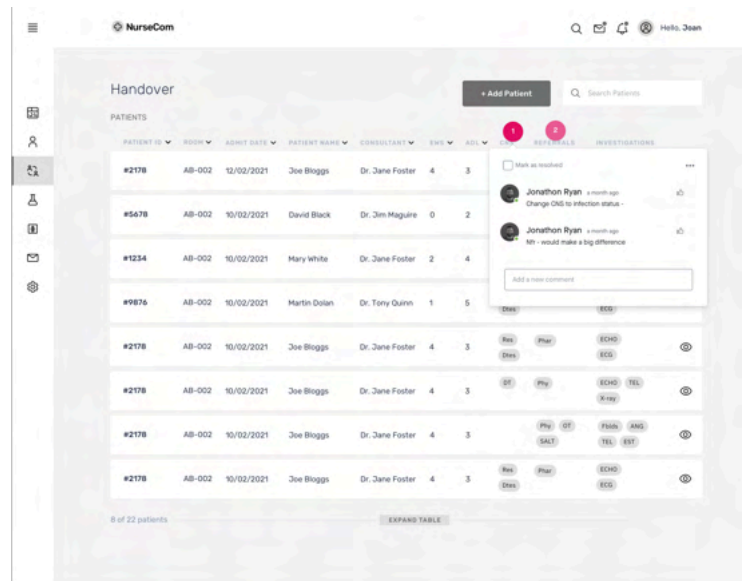 NurseCom
Hello, Joan
Handover
+ Add Patient
Search Patients
PATIENTS
1 2
PATIENT ID ROOM ADMIT DATE PATIENT NAME CONSULTANT EWS ADL CNS REFERRALS INVESTIGATIONS
#2178 AB-002 12/02/2021 Joe Bloggs Dr. Jane Foster 4 3
#5678 AB-002 10/02/2021 David Black Dr. Jim Maguire 0 2
#1234 AB-002 10/02/2021 Mary White Dr. Jane Foster 2 4
#9876 AB-002 10/02/2021 Martin Dolan Dr. Tony Quinn 1 5
Mark as resolved
Jonathon Ryan a month ago
Change CNS to infection status -
Jonathon Ryan a month ago
NY - would make a big difference
Add a new comment
Dtes ECG
#2178 AB-002 10/02/2021 Joe Bloggs Dr. Jane Foster 4 3 Res Phar ECHO
Dtes ECG
#2178 AB-002 10/02/2021 Joe Bloggs Dr. Jane Foster 4 3 DT Phy ECHO TEL
X-ray
#2178 AB-002 10/02/2021 Joe Bloggs Dr. Jane Foster 4 3 Phy OT Fblds ANG
SALT TEL EST
#2178 AB-002 10/02/2021 Joe Bloggs Dr. Jane Foster 4 3 Res Phar ECHO
Dtes ECG
8 of 22 patients
EXPAND TABLE